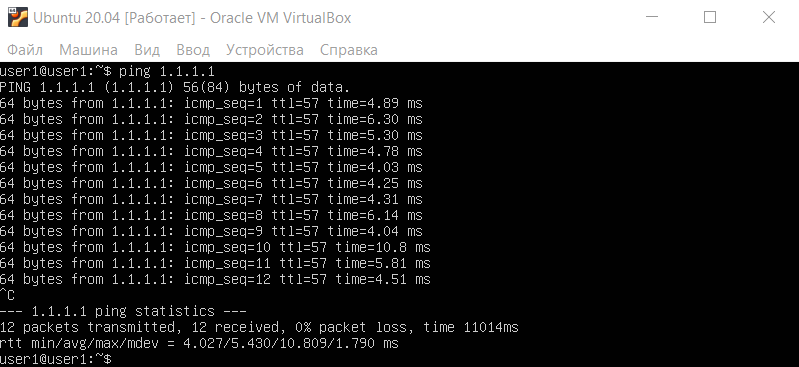 Ubuntu 20.04 [Работает] - Oracle VM VirtualBox
Файл Машина Вид Ввод Устройства Справка
user1@user1:~$ ping 1.1.1.1
PING 1.1.1.1 (1.1.1.1) 56(84) bytes of data.
64 bytes from 1.1.1.1: icmp_seq=1 ttl=57 time=4.89 ms
64 bytes from 1.1.1.1: icmp_seq=2 ttl=57 time=6.30 ms
64 bytes from 1.1.1.1: icmp_seq=3 ttl=57 time=5.30 ms
64 bytes from 1.1.1.1: icmp_seq=4 ttl=57 time=4.78 ms
64 bytes from 1.1.1.1: icmp_seq=5 ttl=57 time=4.03 ms
64 bytes from 1.1.1.1: icmp_seq=6 ttl=57 time=4.25 ms
64 bytes from 1.1.1.1: icmp_seq=7 ttl=57 time=4.31 ms
64 bytes from 1.1.1.1: icmp_seq=8 ttl=57 time=6.14 ms
64 bytes from 1.1.1.1: icmp_seq=9 ttl=57 time=4.04 ms
64 bytes from 1.1.1.1: icmp_seq=10 ttl=57 time=10.8 ms
64 bytes from 1.1.1.1: icmp_seq=11 ttl=57 time=5.81 ms
64 bytes from 1.1.1.1: icmp_seq=12 ttl=57 time=4.51 ms
^C
--- 1.1.1.1 ping statistics ---
12 packets transmitted, 12 received, 0% packet loss, time 11014ms
rtt min/avg/max/mdev = 4.027/5.430/10.809/1.790 ms
user1@user1:~$